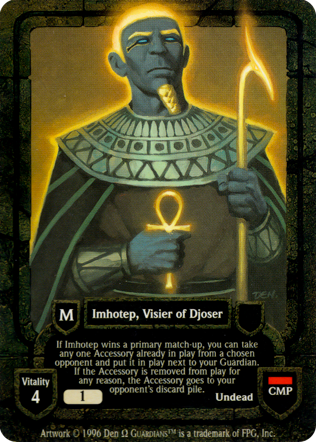 DEH.
M
Imhotep, Visier of Djoser
If Imhotep wins a primary match-up, you can take
any one Accessory already in play from a chosen
opponent and put it in play next to your Guardian.
If the Accessory is removed from play for
any reason, the Accessory goes to your
opponent's discard pile.
Vitality
4
1
Undead
CMP
Artwork © 1996 Den Ω GUARDIANS™ is a trademark of FPG, Inc.